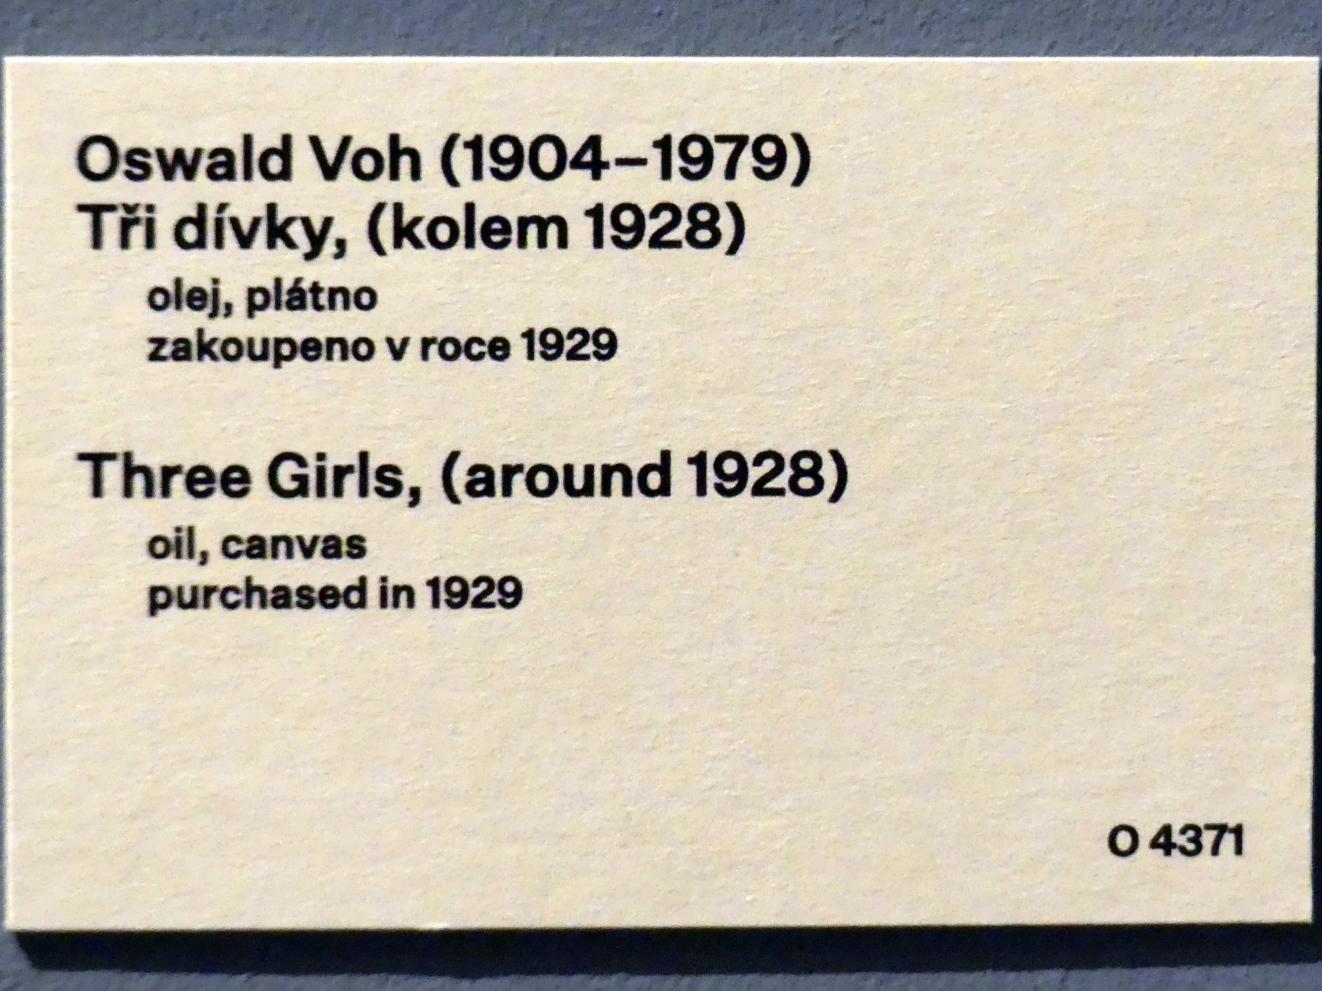 Oswald Voh (1904–1979)
Tři dívky, (kolem 1928)
olej, plátno
zakoupeno v roce 1929
Three Girls, (around 1928)
oil, canvas
purchased in 1929
O 4371